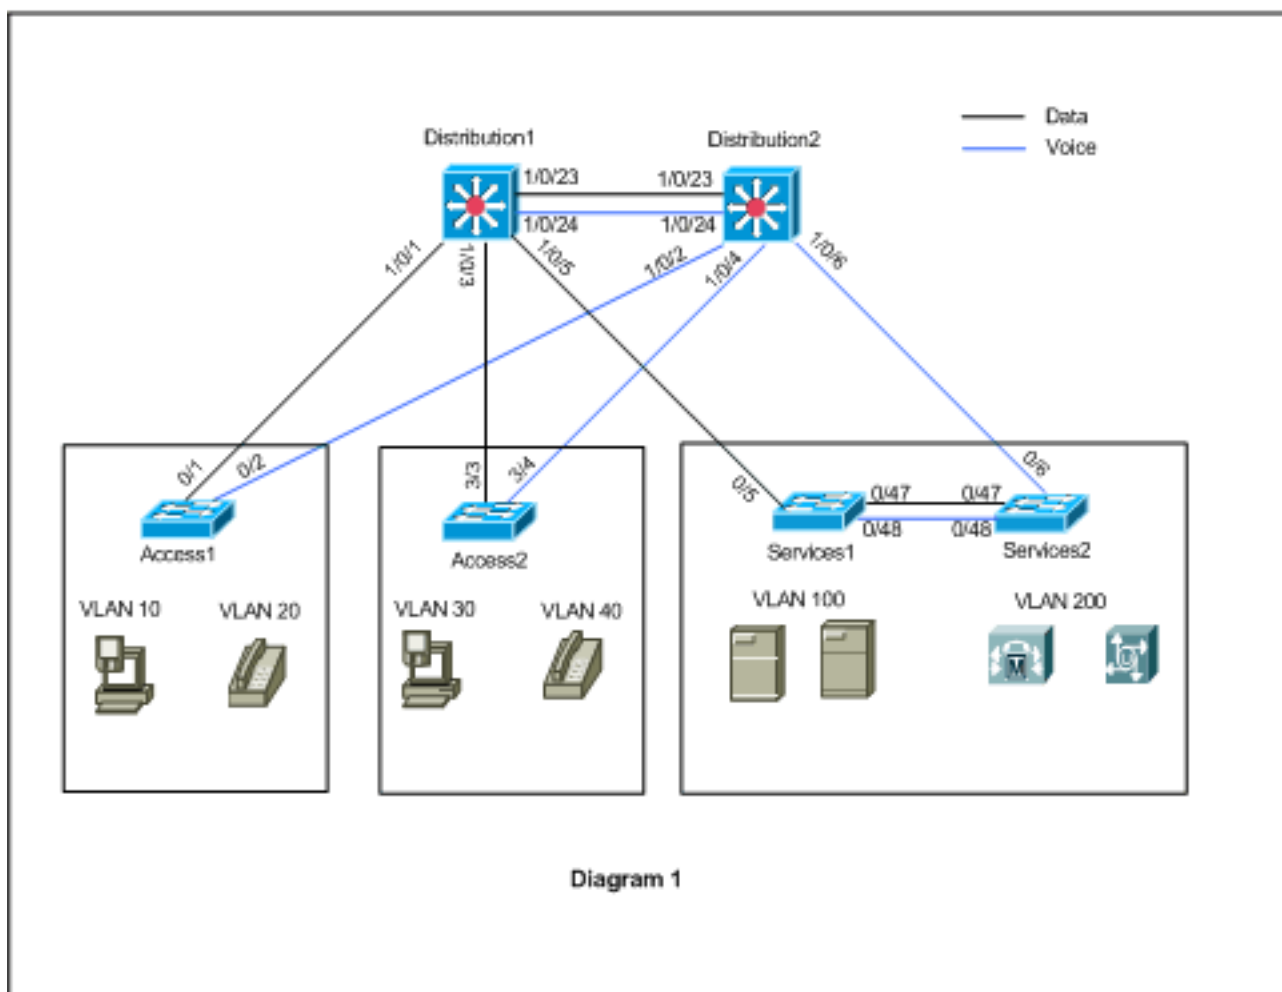 Data
Voice
Distribution1
Distribution2
1/0/23
1/0/23
1/0/24
1/0/24
1/0/1
1/0/3
1/0/5
1/0/2
1/0/4
1/0/6
0/1
0/2
3/3
3/4
0/5
0/6
0/47
0/47
0/48
0/48
Access1
Access2
Services1
Services2
VLAN 10
VLAN 20
VLAN 30
VLAN 40
VLAN 100
VLAN 200
M
Diagram 1